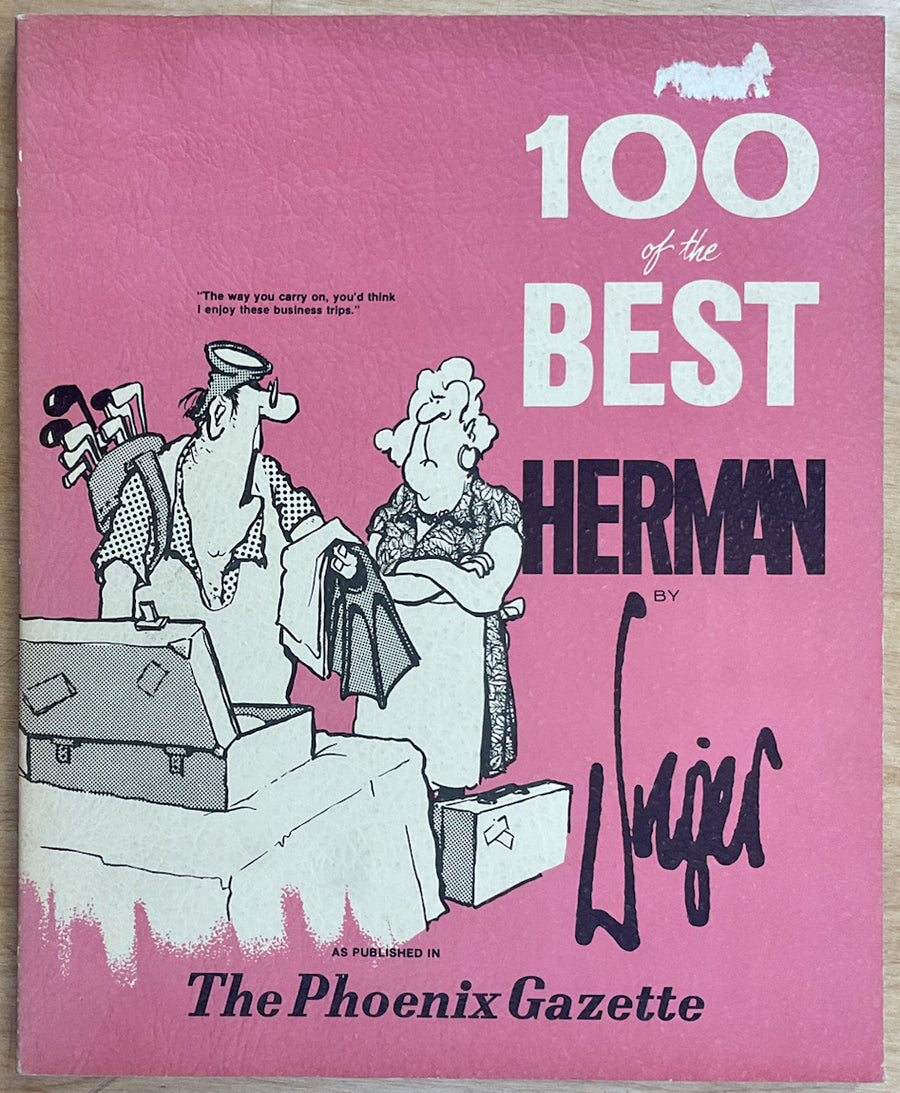 100
of the
BEST
HERMAN
BY
Unger
"The way you carry on, you'd think
I enjoy these business trips."
AS PUBLISHED IN
The Phoenix Gazette